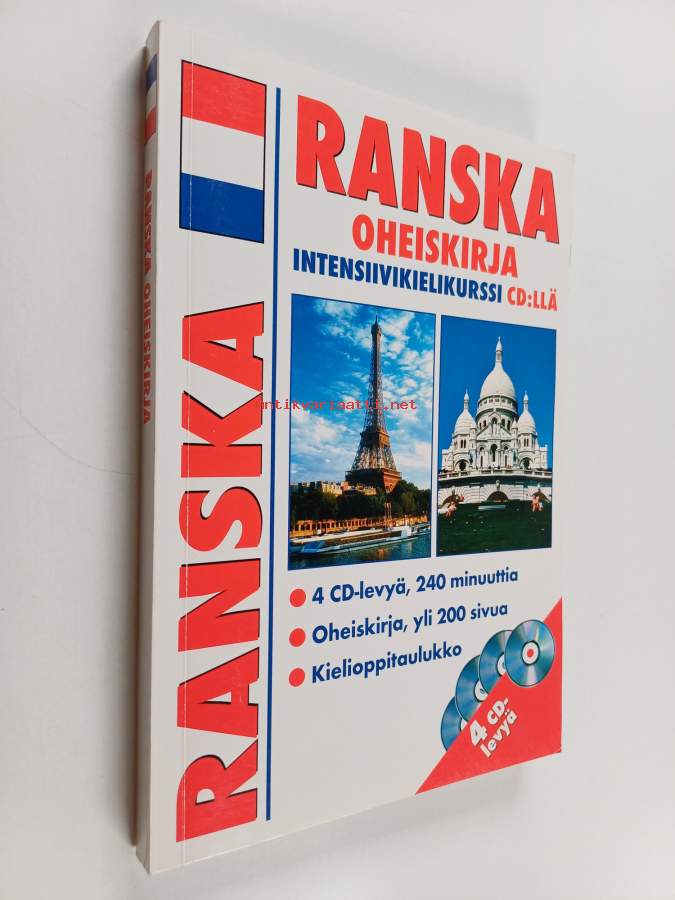 RANSKA OHEISKIRJA
RANSKA
RANSKA
OHEISKIRJA
INTENSIIVIKIELIKURSSI CD:LLÄ
antikvariaatti.net
4 CD-levyä, 240 minuuttia
Oheiskirja, yli 200 sivua
Kielioppitaulukko
4 CD-
levyä